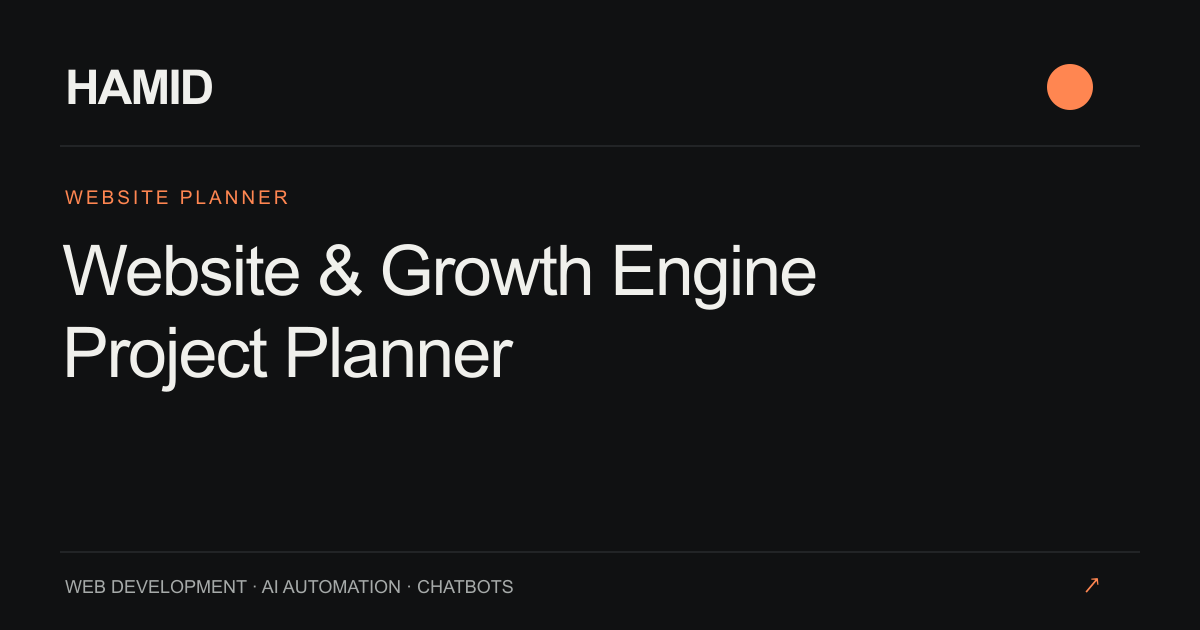 HAMID
WEBSITE PLANNER
Website & Growth Engine
Project Planner
WEB DEVELOPMENT · AI AUTOMATION · CHATBOTS
↗